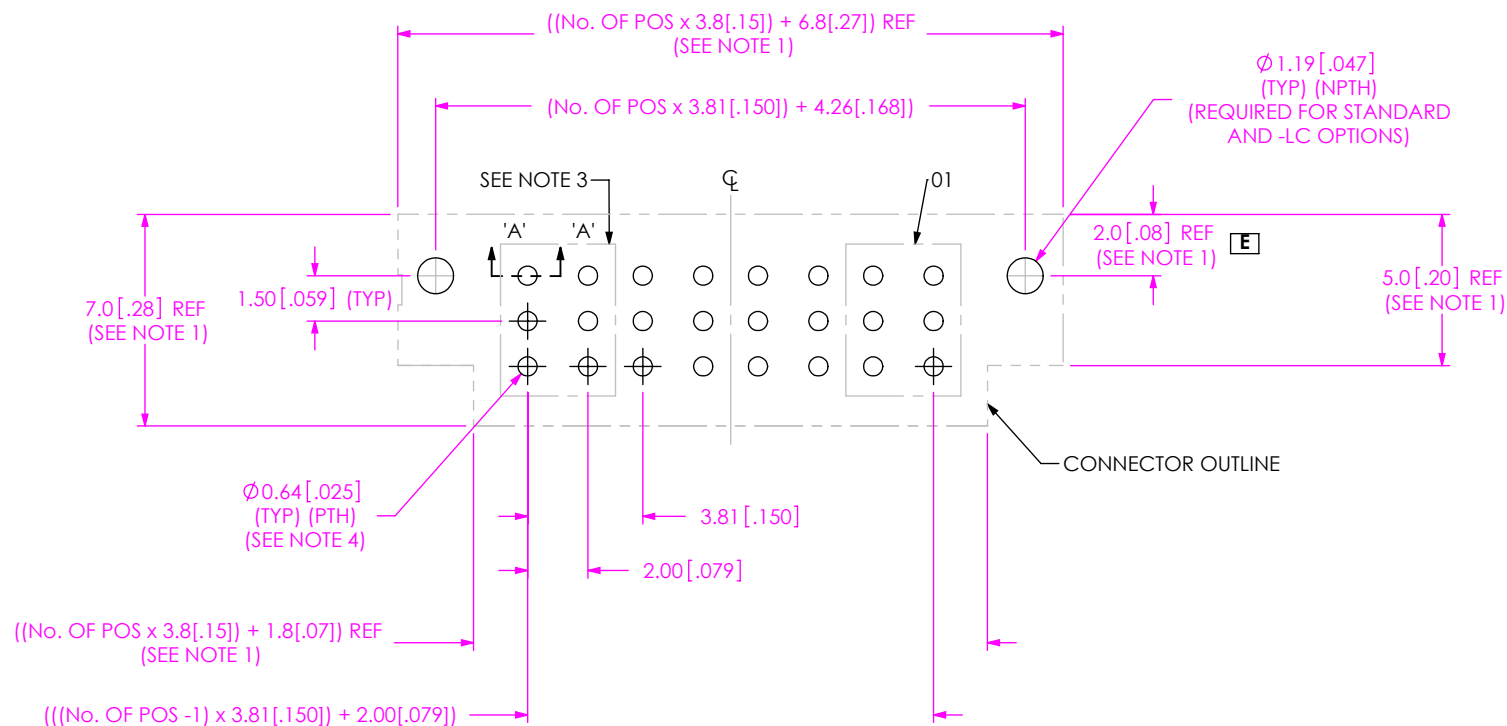 ((No. OF POS x 3.8[.15]) + 6.8[.27]) REF
(SEE NOTE 1)
Ø1.19[.047]
(TYP) (NPTH)
(REQUIRED FOR STANDARD
AND -LC OPTIONS)
(No. OF POS x 3.81[.150]) + 4.26[.168])
SEE NOTE 3
℄
01
'A'
'A'
2.0[.08] REF
(SEE NOTE 1)
E
1.50[.059] (TYP)
7.0[.28] REF
(SEE NOTE 1)
5.0[.20] REF
(SEE NOTE 1)
CONNECTOR OUTLINE
Ø0.64[.025]
(TYP) (PTH)
(SEE NOTE 4)
3.81[.150]
2.00[.079]
((No. OF POS x 3.8[.15]) + 1.8[.07]) REF
(SEE NOTE 1)
(((No. OF POS -1) x 3.81[.150]) + 2.00[.079])